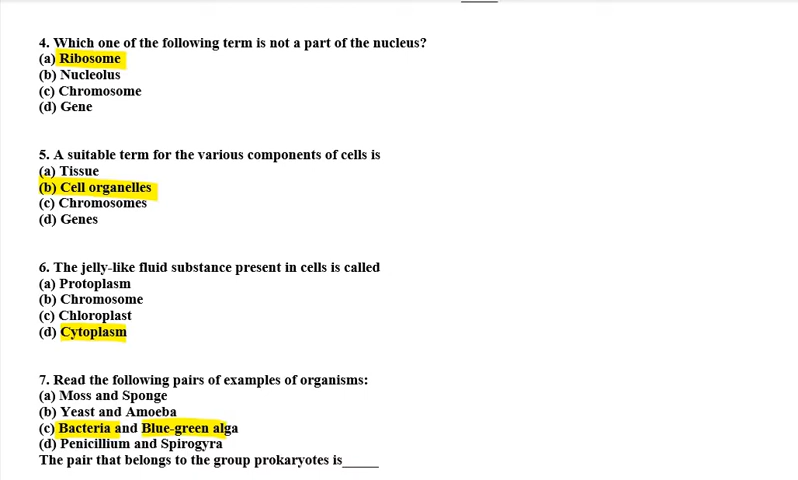 4. Which one of the following term is not a part of the nucleus?
(a) Ribosome
(b) Nucleolus
(c) Chromosome
(d) Gene
5. A suitable term for the various components of cells is
(a) Tissue
(b) Cell organelles
(c) Chromosomes
(d) Genes
6. The jelly-like fluid substance present in cells is called
(a) Protoplasm
(b) Chromosome
(c) Chloroplast
(d) Cytoplasm
7. Read the following pairs of examples of organisms:
(a) Moss and Sponge
(b) Yeast and Amoeba
(c) Bacteria and Blue-green alga
(d) Penicillium and Spirogyra
The pair that belongs to the group prokaryotes is_____